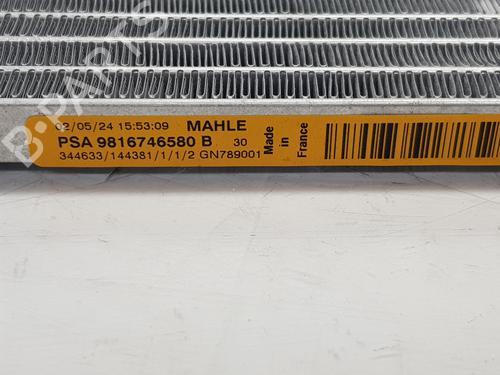 02/05/24 15:53:09 MAHLE
PSA 9816746580 B 30
344633/144381/1/1/2 GN789001
Made
in
France
B-PARTS